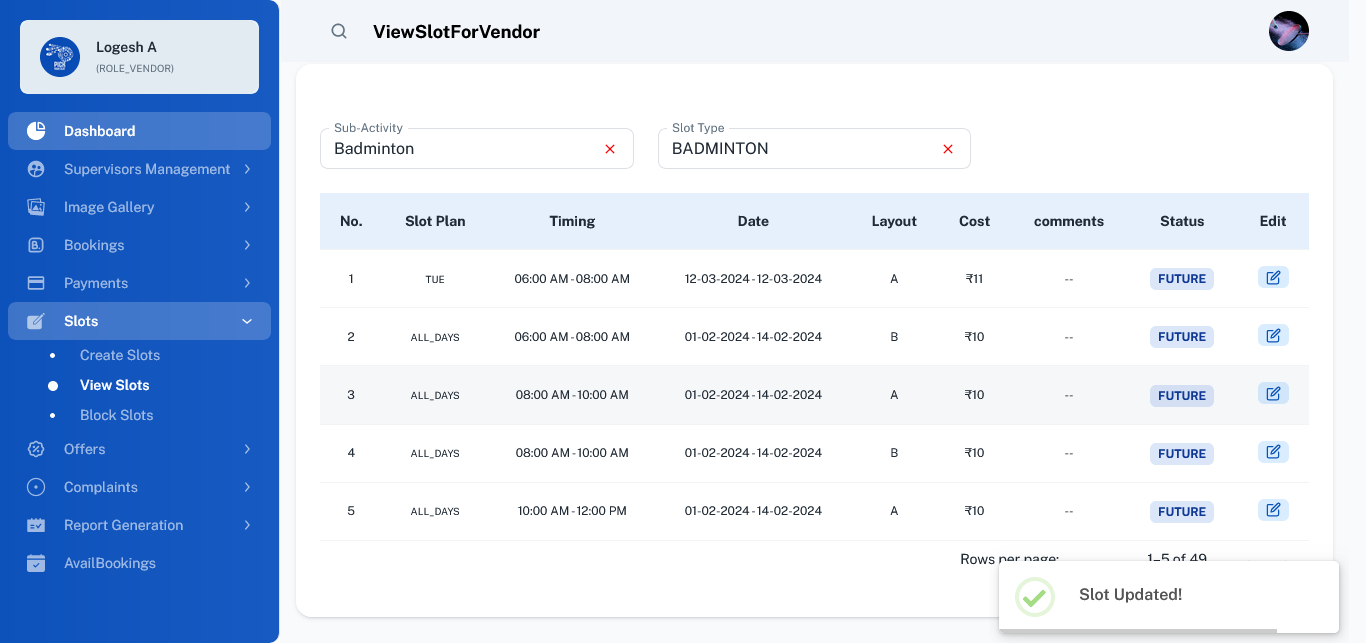 Logesh A
(ROLE_VENDOR)
Dashboard
Supervisors Management
Image Gallery
Bookings
Payments
Slots
Create Slots
View Slots
Block Slots
Offers
Complaints
Report Generation
AvailBookings
ViewSlotForVendor
Sub-Activity
Badminton
Slot Type
BADMINTON
No. Slot Plan Timing Date Layout Cost comments Status Edit
1 TUE 06:00 AM - 08:00 AM 12-03-2024 - 12-03-2024 A ₹11 -- FUTURE
2 ALL_DAYS 06:00 AM - 08:00 AM 01-02-2024 - 14-02-2024 B ₹10 -- FUTURE
3 ALL_DAYS 08:00 AM - 10:00 AM 01-02-2024 - 14-02-2024 A ₹10 -- FUTURE
4 ALL_DAYS 08:00 AM - 10:00 AM 01-02-2024 - 14-02-2024 B ₹10 -- FUTURE
5 ALL_DAYS 10:00 AM - 12:00 PM 01-02-2024 - 14-02-2024 A ₹10 -- FUTURE
Rows per page: 1–5 of 49
Slot Updated!